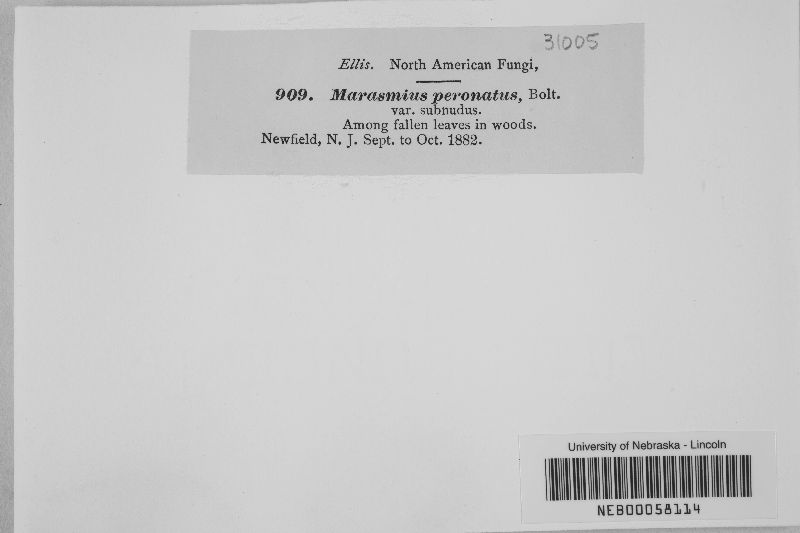 31005
Ellis. North American Fungi,
909. Marasmius peronatus, Bolt.
var. subnudus.
Among fallen leaves in woods.
Newfield, N. J. Sept. to Oct. 1882.
University of Nebraska - Lincoln
NEB00058114